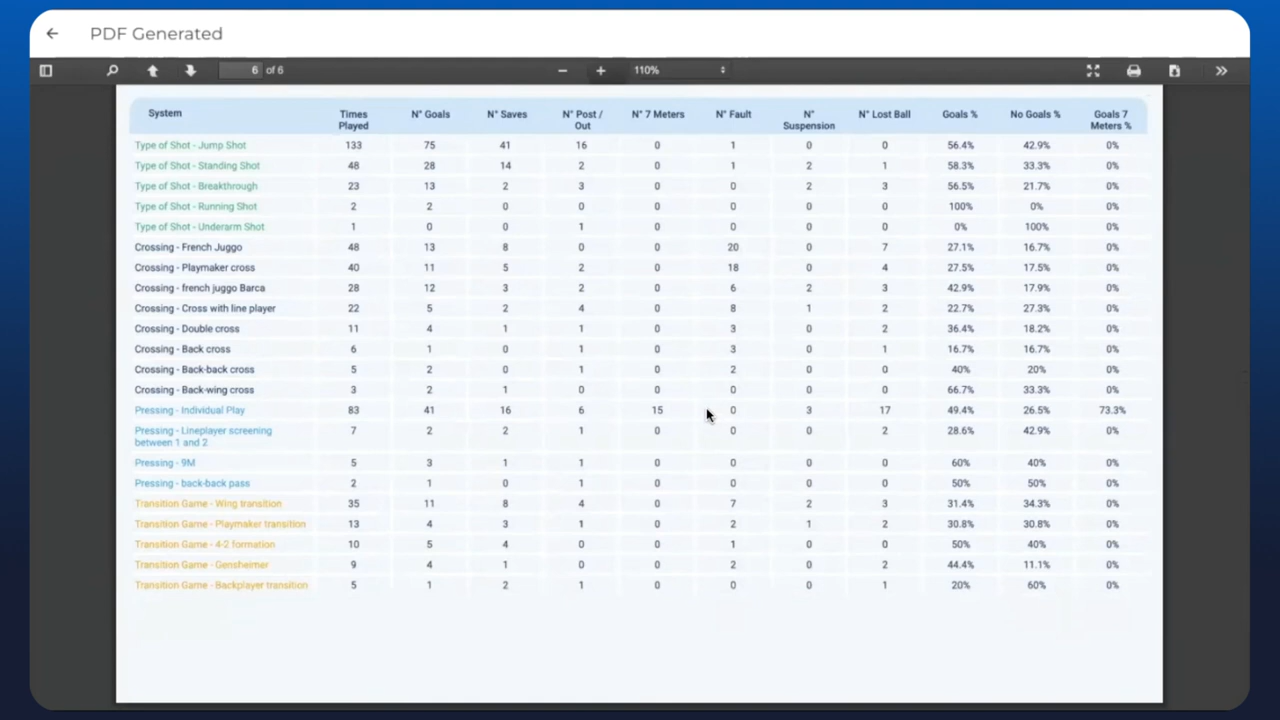 PDF Generated
6 of 6
110%
System Times Played N° Goals N° Saves N° Post / Out N° 7 Meters N° Fault N° Suspension N° Lost Ball Goals % No Goals % Goals 7 Meters %
Type of Shot - Jump Shot 133 75 41 16 0 1 0 0 56.4% 42.9% 0%
Type of Shot - Standing Shot 48 28 14 2 0 1 2 1 58.3% 33.3% 0%
Type of Shot - Breakthrough 23 13 2 3 0 0 2 3 56.5% 21.7% 0%
Type of Shot - Running Shot 2 2 0 0 0 0 0 0 100% 0% 0%
Type of Shot - Underarm Shot 1 0 0 1 0 0 0 0 0% 100% 0%
Crossing - French Juggo 48 13 8 0 0 20 0 7 27.1% 16.7% 0%
Crossing - Playmaker cross 40 11 5 2 0 18 0 4 27.5% 17.5% 0%
Crossing - french juggo Barca 28 12 3 2 0 6 2 3 42.9% 17.9% 0%
Crossing - Cross with line player 22 5 2 4 0 8 1 2 22.7% 27.3% 0%
Crossing - Double cross 11 4 1 1 0 3 0 2 36.4% 18.2% 0%
Crossing - Back cross 6 1 0 1 0 3 0 1 16.7% 16.7% 0%
Crossing - Back-back cross 5 2 0 1 0 2 0 0 40% 20% 0%
Crossing - Back-wing cross 3 2 1 0 0 0 0 0 66.7% 33.3% 0%
Pressing - Individual Play 83 41 16 6 15 0 3 17 49.4% 26.5% 73.3%
Pressing - Lineplayer screening between 1 and 2 7 2 2 1 0 0 0 2 28.6% 42.9% 0%
Pressing - 9M 5 3 1 1 0 0 0 0 60% 40% 0%
Pressing - back-back pass 2 1 0 1 0 0 0 0 50% 50% 0%
Transition Game - Wing transition 35 11 8 4 0 7 2 3 31.4% 34.3% 0%
Transition Game - Playmaker transition 13 4 3 1 0 2 1 2 30.8% 30.8% 0%
Transition Game - 4-2 formation 10 5 4 0 0 1 0 0 50% 40% 0%
Transition Game - Gensheimer 9 4 1 0 0 2 0 2 44.4% 11.1% 0%
Transition Game - Backplayer transition 5 1 2 1 0 0 0 1 20% 60% 0%